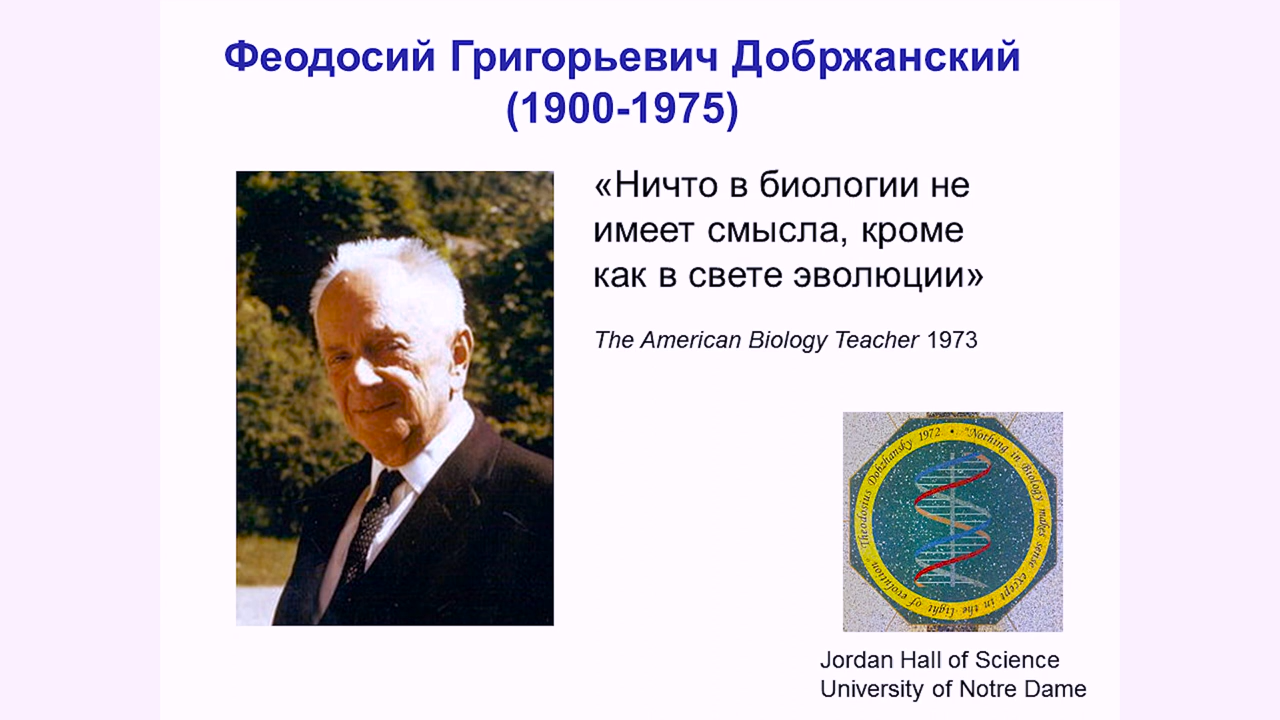 Феодосий Григорьевич Добржанский
(1900-1975)
«Ничто в биологии не
имеет смысла, кроме
как в свете эволюции»
The American Biology Teacher 1973
Theodosius Dobzhansky 1972 • "Nothing in Biology makes sense except in the light of evolution"
Jordan Hall of Science
University of Notre Dame